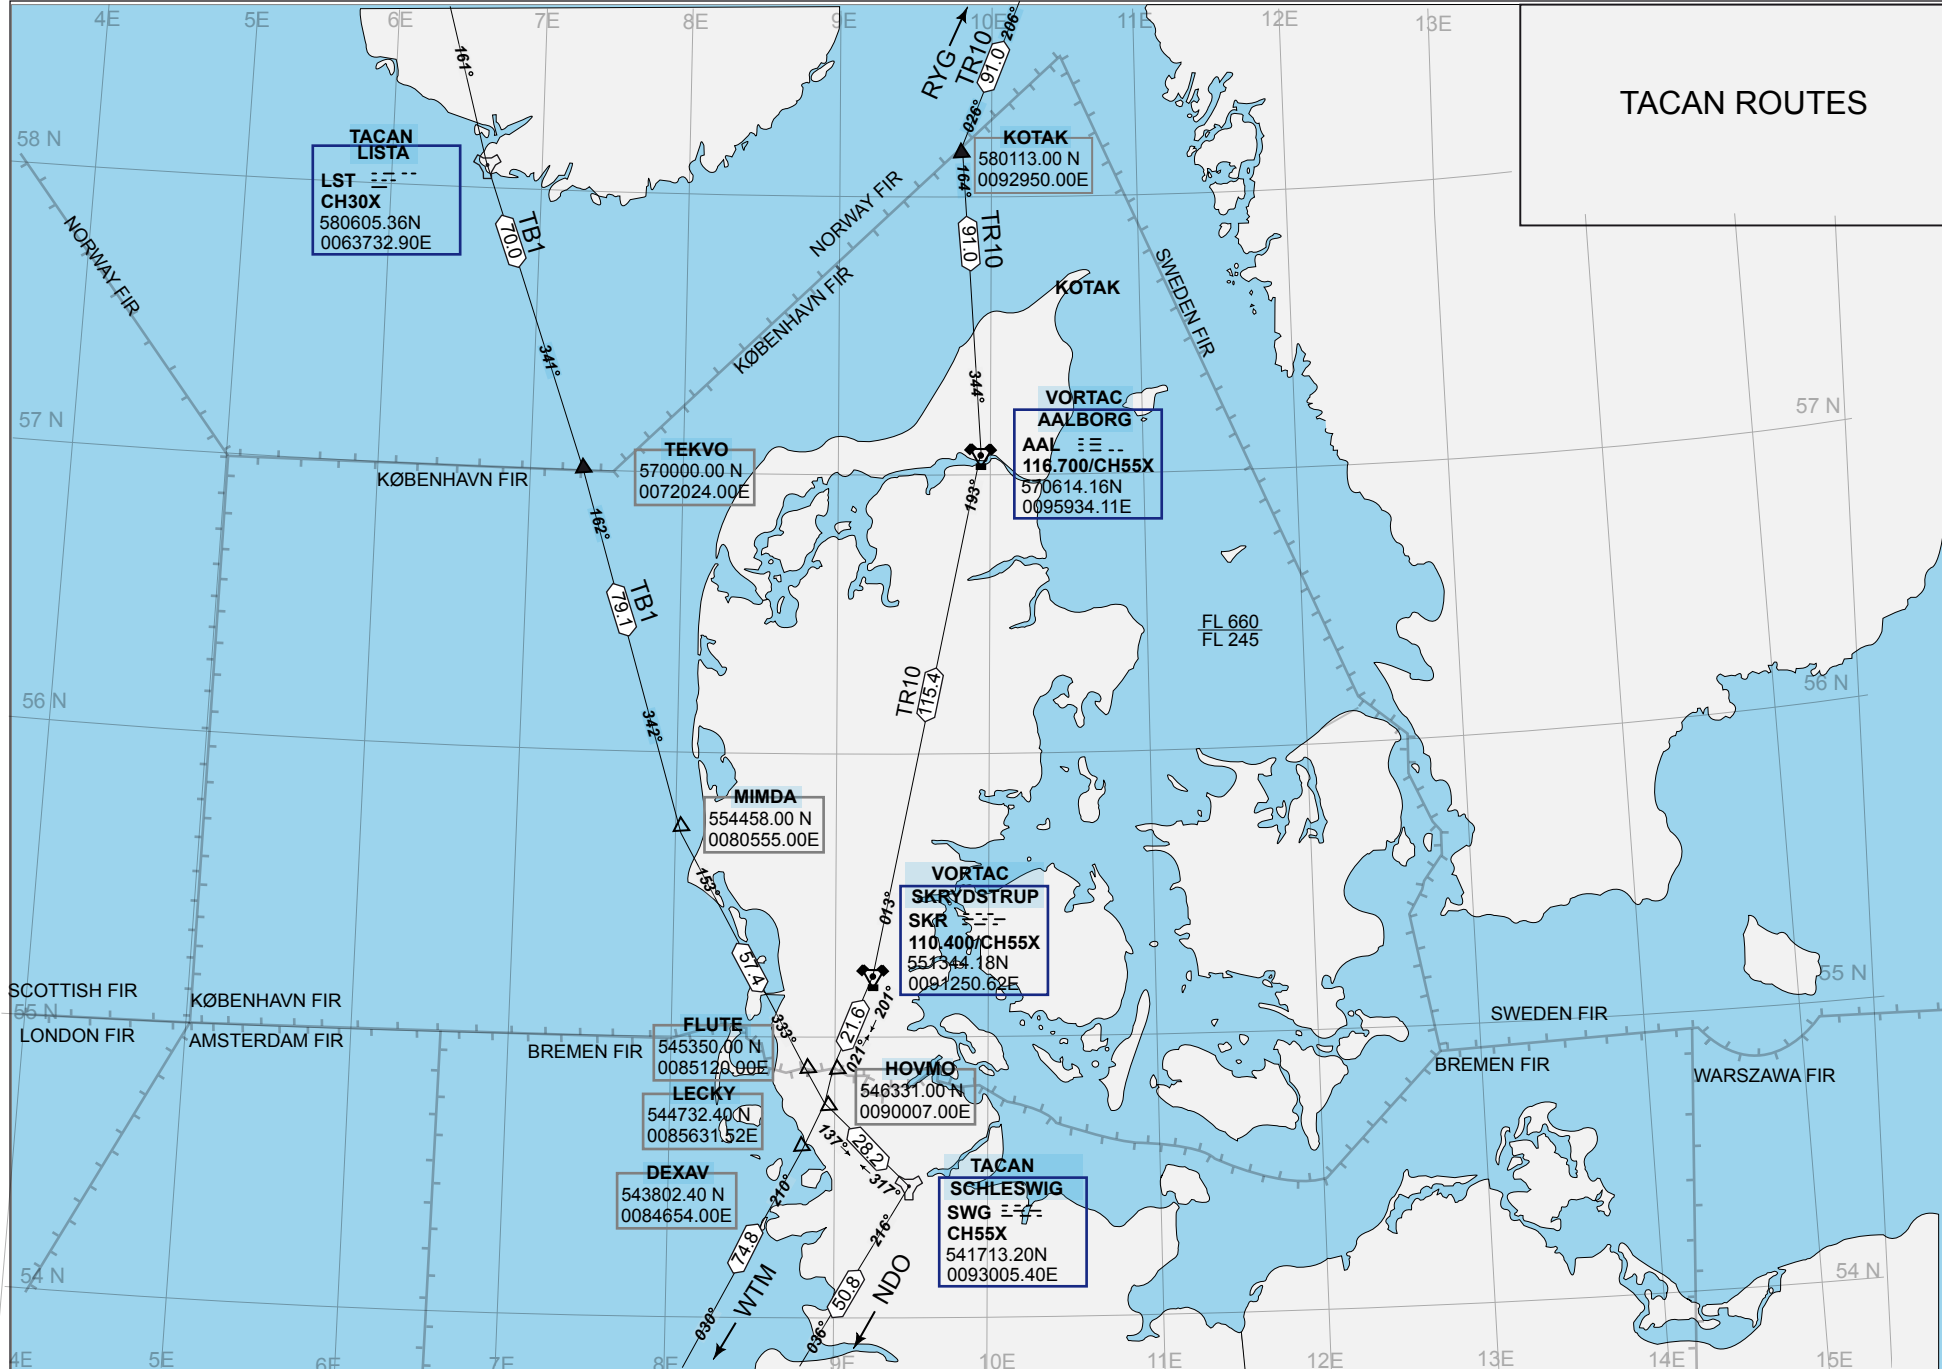 4E
5E
6E
7E
8E
9E
10E
11E
12E
13E
TACAN ROUTES
161°
RYG
TR10
206°
91.0
026°
58 N
TACAN
LISTA
LST
CH30X
580605.36N
0063732.90E
KOTAK
580113.00 N
0092950.00E
164°
NORWAY FIR
NORWAY FIR
KØBENHAVN FIR
SWEDEN FIR
TB1
70.0
TR10
91.0
KOTAK
341°
344°
57 N
57 N
VORTAC
AALBORG
AAL
116.700/CH55X
570614.16N
0095934.11E
TEKVO
570000.00 N
0072024.00E
KØBENHAVN FIR
193°
162°
TB1
79.1
FL 660
FL 245
TR10
115.4
56 N
56 N
342°
MIMDA
554458.00 N
0080555.00E
153°
013°
VORTAC
SKRYDSTRUP
SKR
110.400/CH55X
551344.18N
0091250.62E
57.4
55 N
SCOTTISH FIR
55 N
LONDON FIR
KØBENHAVN FIR
AMSTERDAM FIR
BREMEN FIR
333°
201°
21.6
021°
SWEDEN FIR
BREMEN FIR
WARSZAWA FIR
FLUTE
545350.00 N
0085120.00E
HOVMO
546331.00 N
0090007.00E
LECKY
544732.40 N
0085631.52E
137°
28.2
317°
DEXAV
543802.40 N
0084654.00E
210°
TACAN
SCHLESWIG
SWG
CH55X
541713.20N
0093005.40E
216°
74.8
WTM
50.8
NDO
54 N
54 N
030°
036°
4E
5E
6E
7E
8E
9E
10E
11E
12E
13E
14E
15E